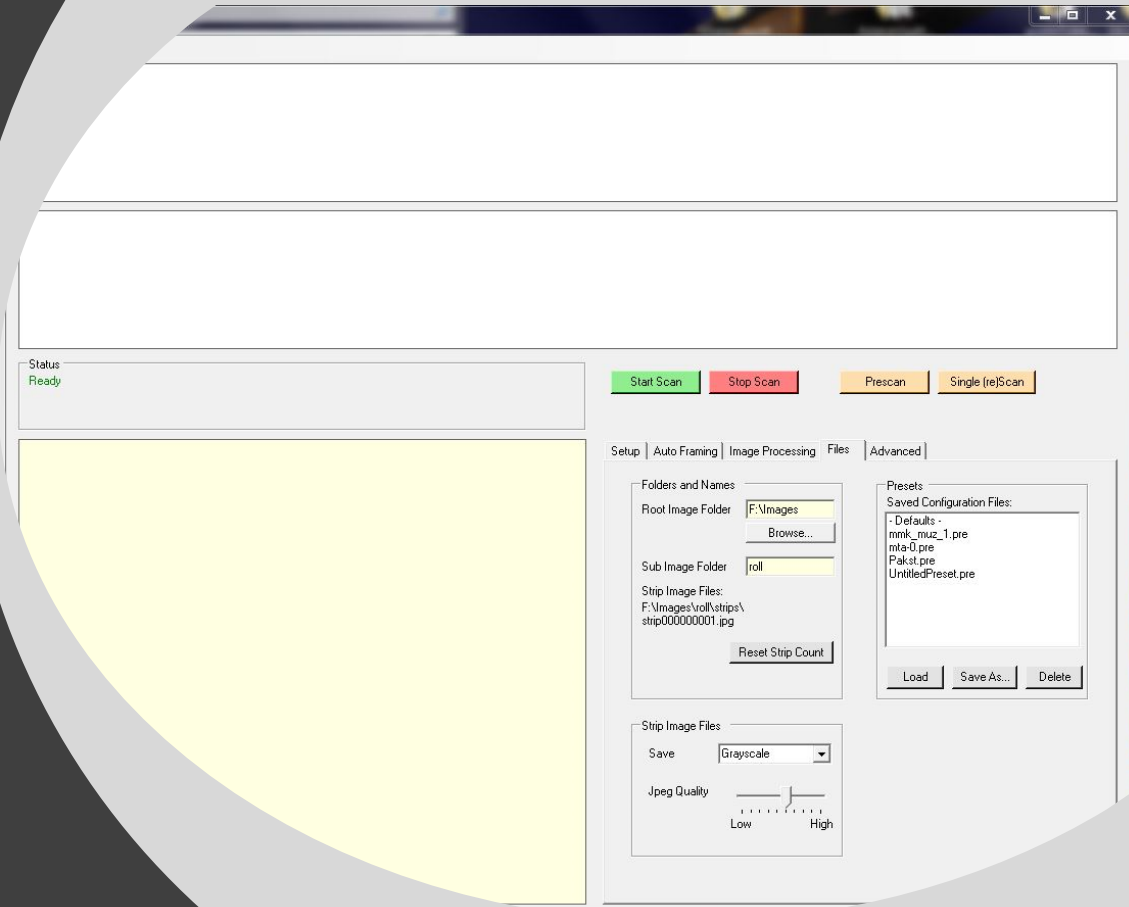 Status
Ready
Start Scan
Stop Scan
Prescan
Single (re)Scan
Setup
Auto Framing
Image Processing
Files
Advanced
Folders and Names
Root Image Folder
F:\Images
Browse...
Sub Image Folder
roll
Strip Image Files:
F:\Images\roll\strips\
strip000000001.jpg
Reset Strip Count
Presets
Saved Configuration Files:
- Defaults -
mmk_muz_1.pre
mta-0.pre
Pakst.pre
UntitledPreset.pre
Load
Save As...
Delete
Strip Image Files
Save
Grayscale
Jpeg Quality
Low
High